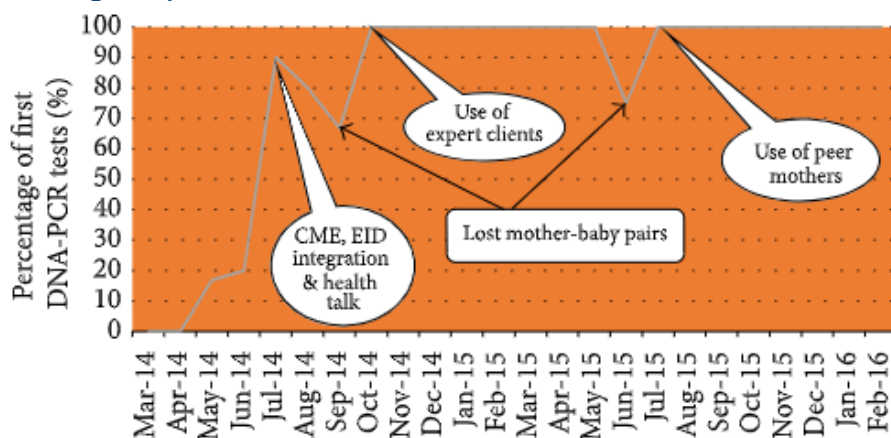 Percentage of first
DNA-PCR tests (%)
100
90
80
70
60
50
40
30
20
10
0
Use of
expert clients
Use of peer
mothers
Lost mother-baby pairs
CME, EID
integration
& health
talk
Mar-14
Apr-14
May-14
Jun-14
Jul-14
Aug-14
Sep-14
Oct-14
Nov-14
Dec-14
Jan-15
Feb-15
Mar-15
Apr-15
May-15
Jun-15
Jul-15
Aug-15
Sep-15
Oct-15
Nov-15
Dec-15
Jan-16
Feb-16